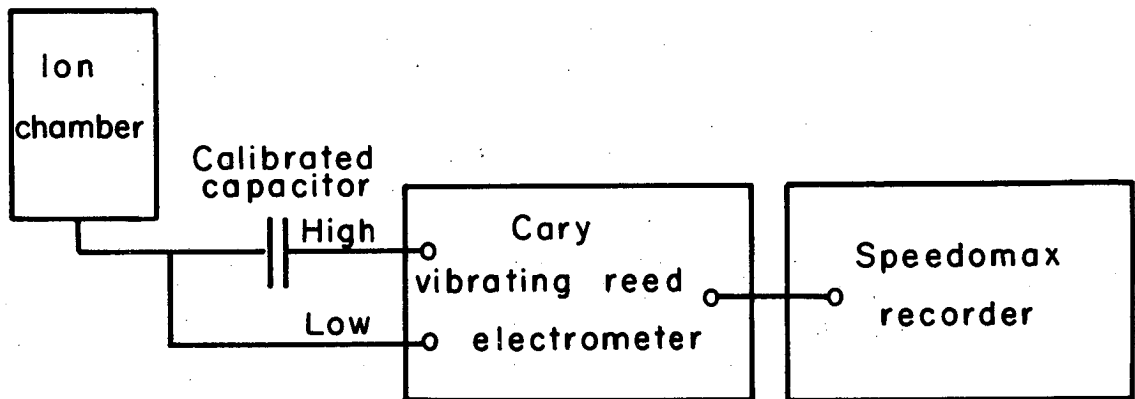 Ion
chamber
Calibrated
capacitor
High
Low
Cary
vibrating reed
electrometer
Speedomax
recorder